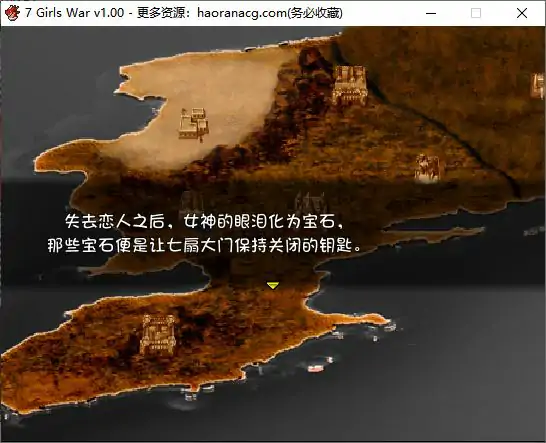 7 Girls War v1.00 - 更多资源：haoranacg.com(务必收藏)
失去恋人之后，女神的眼泪化为宝石，
那些宝石便是让七扇大门保持关闭的钥匙。